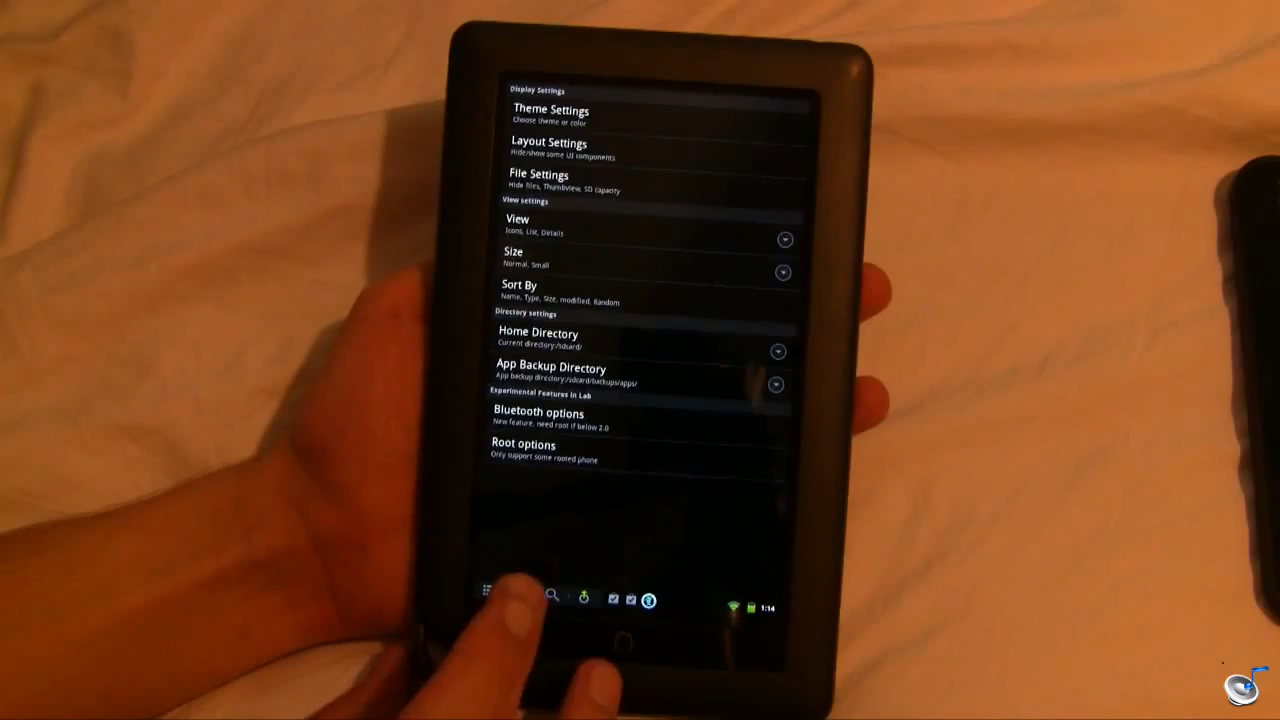 Display Settings
Theme Settings
Choose theme or color
Layout Settings
Hide/show some UI components
File Settings
Hide files, Thumbview, SD capacity
View settings
View
Icons, List, Details
Size
Normal, Small
Sort By
Name, Type, Size, modified, Random
Directory settings
Home Directory
Current directory:/sdcard/
App Backup Directory
App backup directory:/sdcard/backups/apps/
Experimental Features in Lab
Bluetooth options
New feature, need root if below 2.0
Root options
Only support some rooted phone
1:14